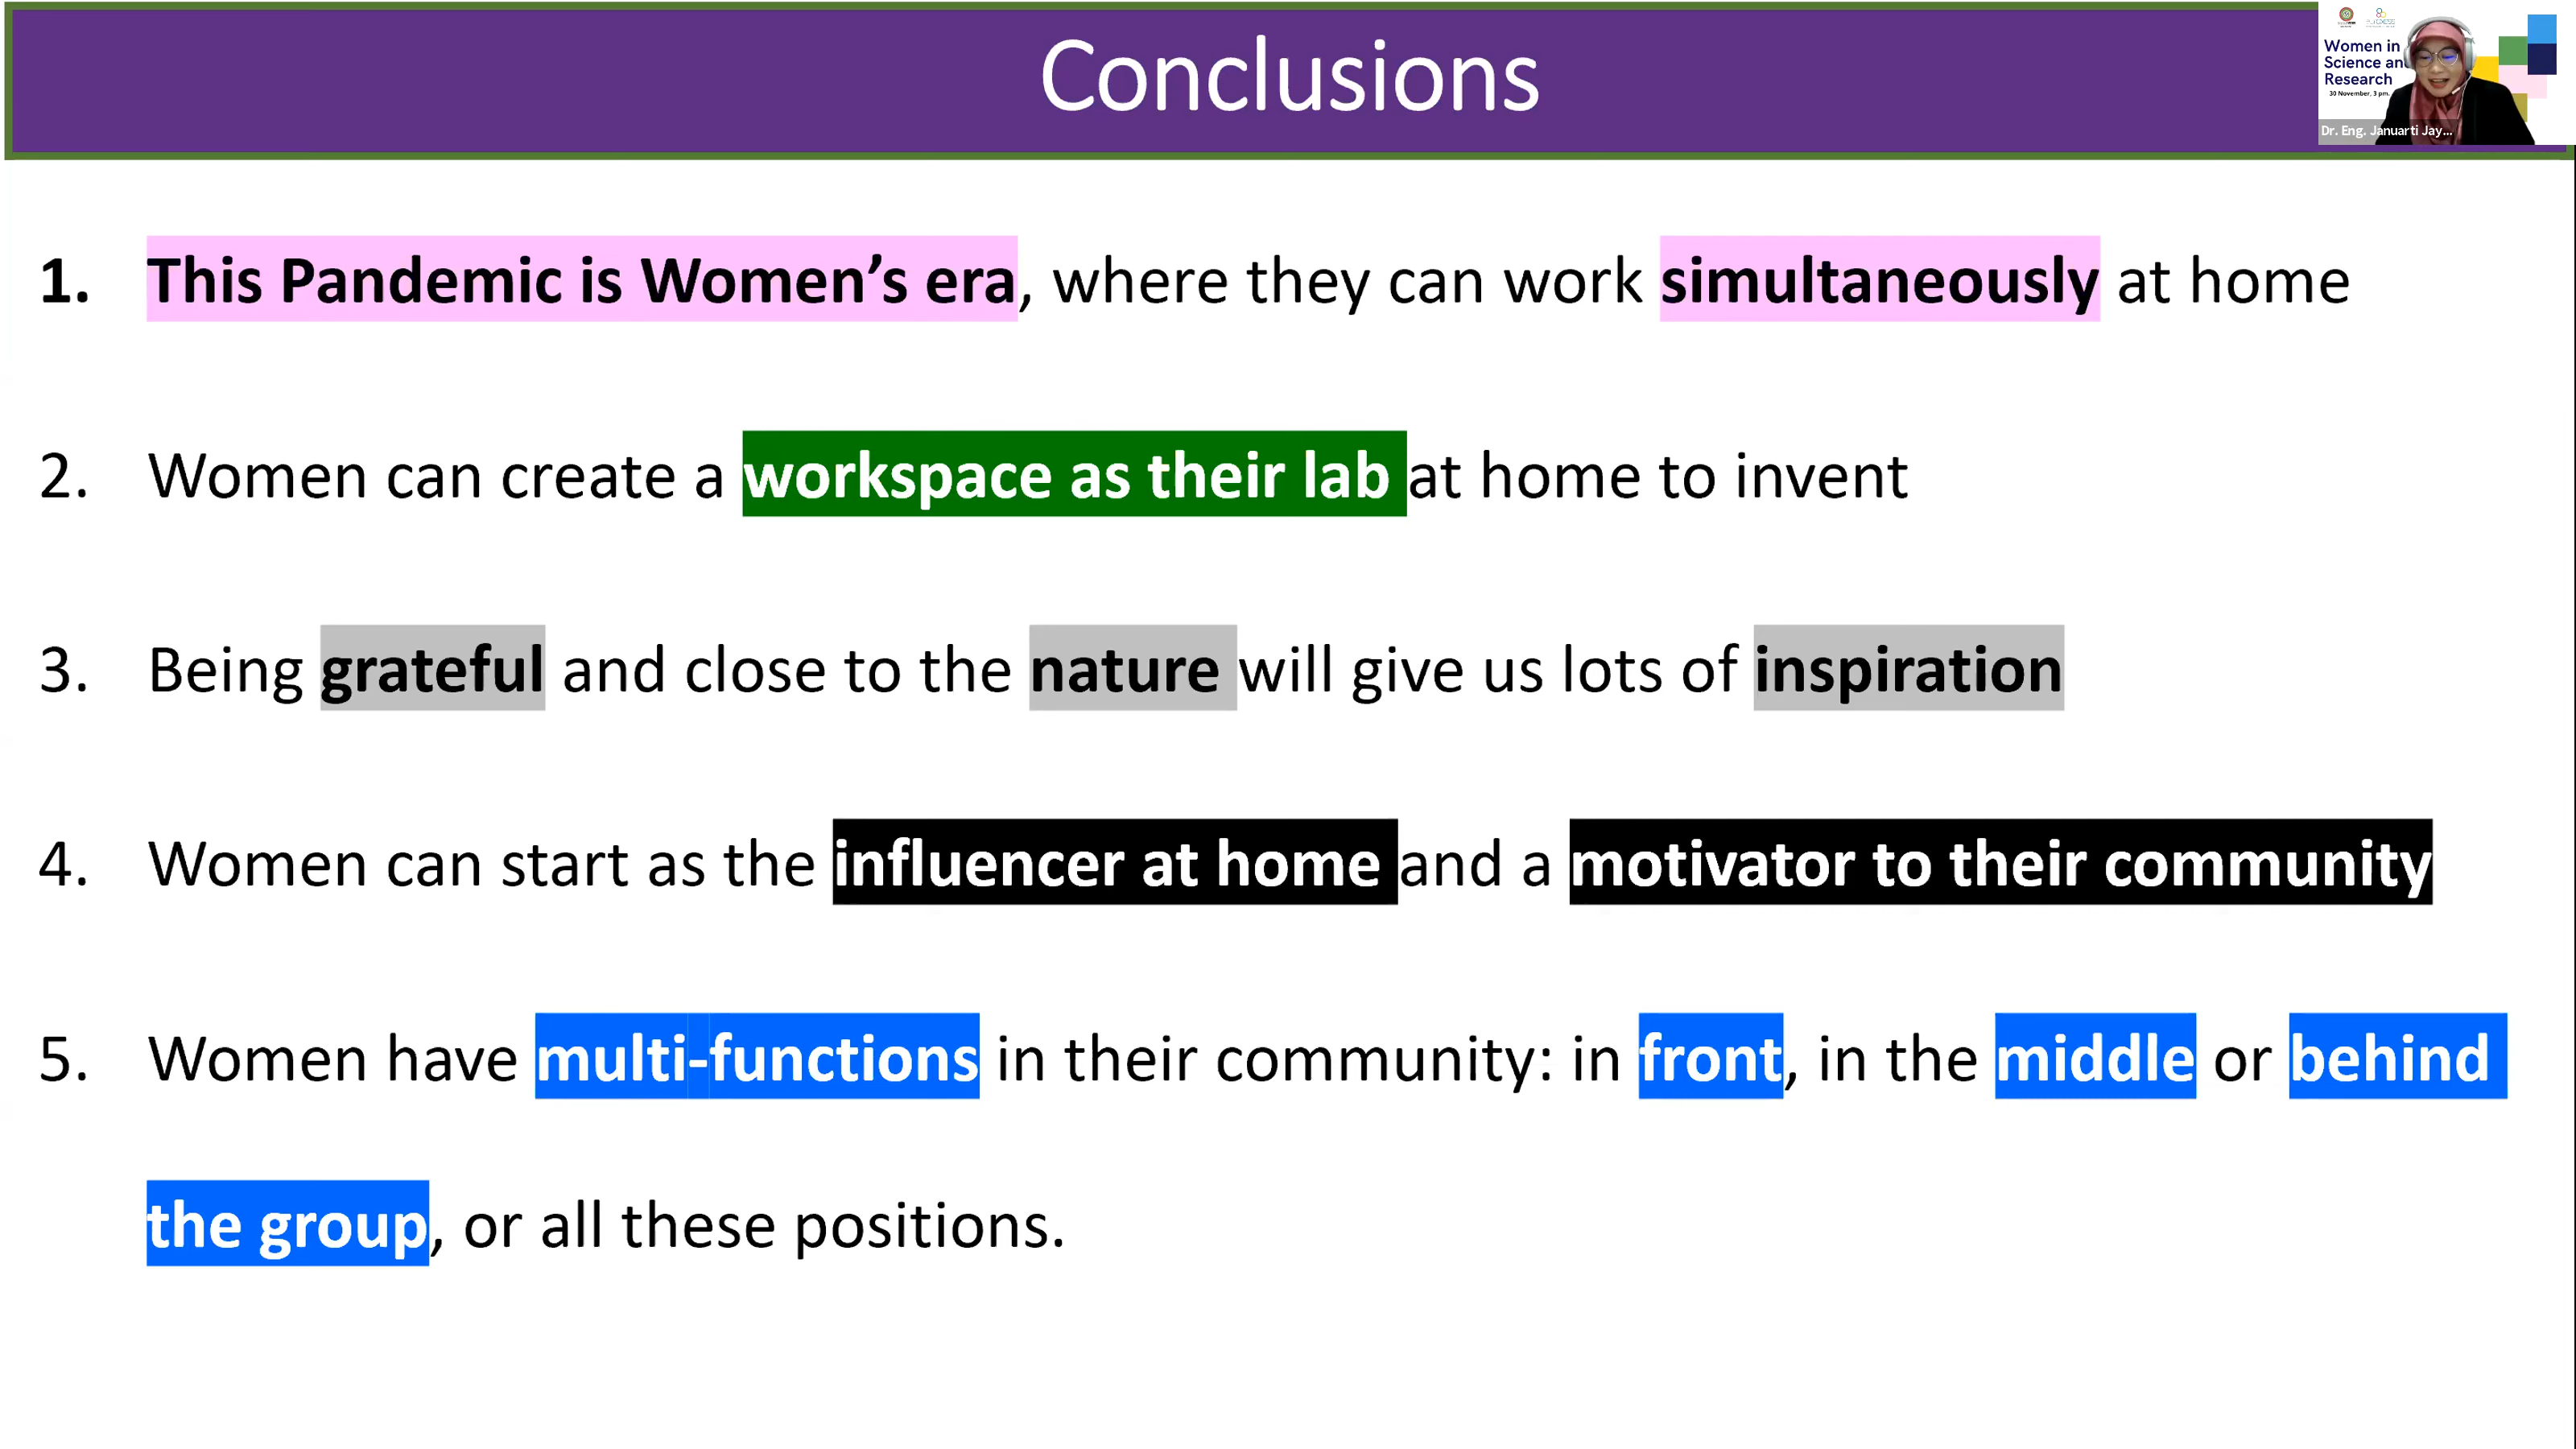 Conclusions
Women in
Science an
Research
30 November, 3 pm.
Dr. Eng. Januarti Jay...
1. This Pandemic is Women’s era, where they can work simultaneously at home
2. Women can create a workspace as their lab at home to invent
3. Being grateful and close to the nature will give us lots of inspiration
4. Women can start as the influencer at home and a motivator to their community
5. Women have multi-functions in their community: in front, in the middle or behind
the group, or all these positions.